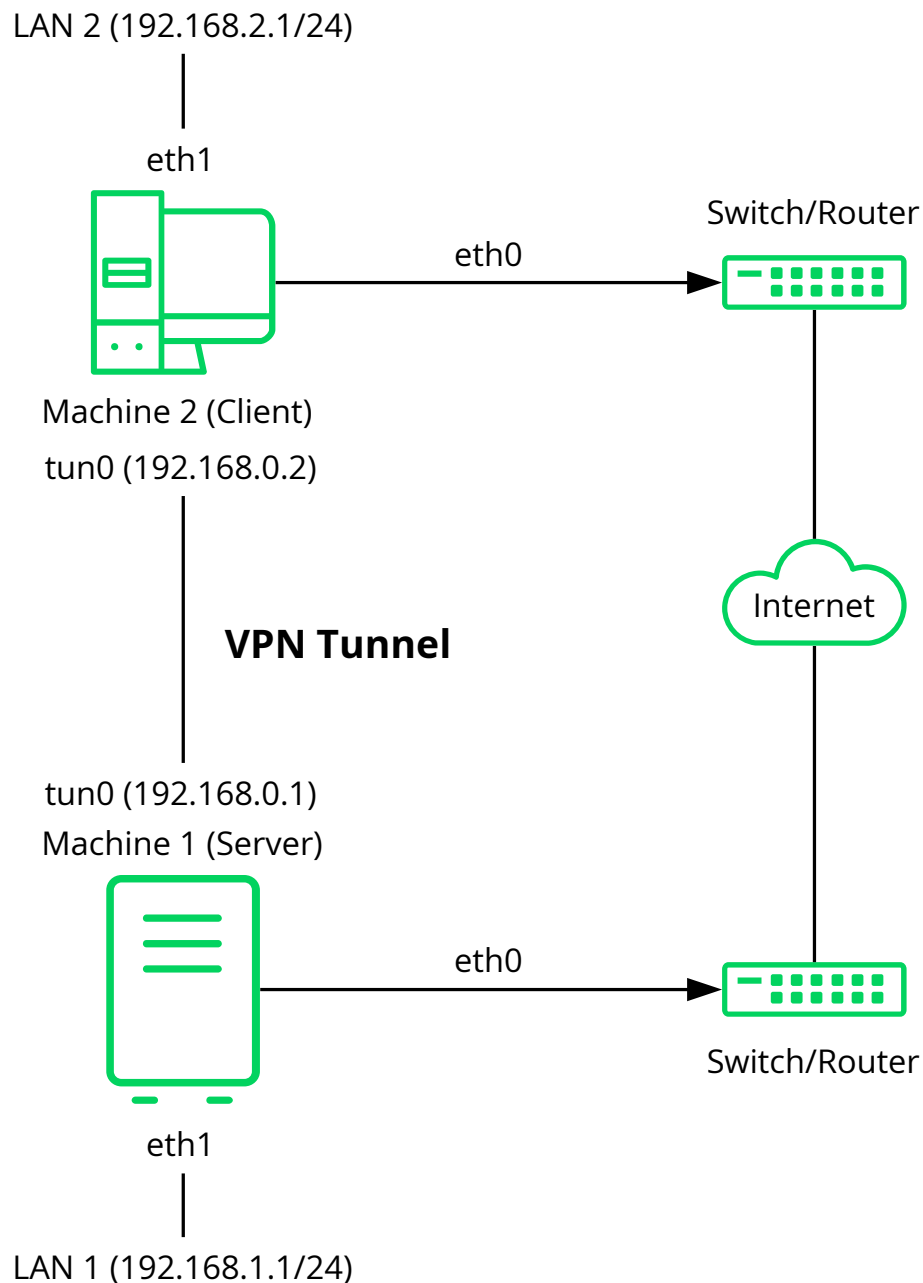 LAN 2 (192.168.2.1/24)
eth1
Switch/Router
eth0
Machine 2 (Client)
tun0 (192.168.0.2)
Internet
VPN Tunnel
tun0 (192.168.0.1)
Machine 1 (Server)
eth0
Switch/Router
eth1
LAN 1 (192.168.1.1/24)